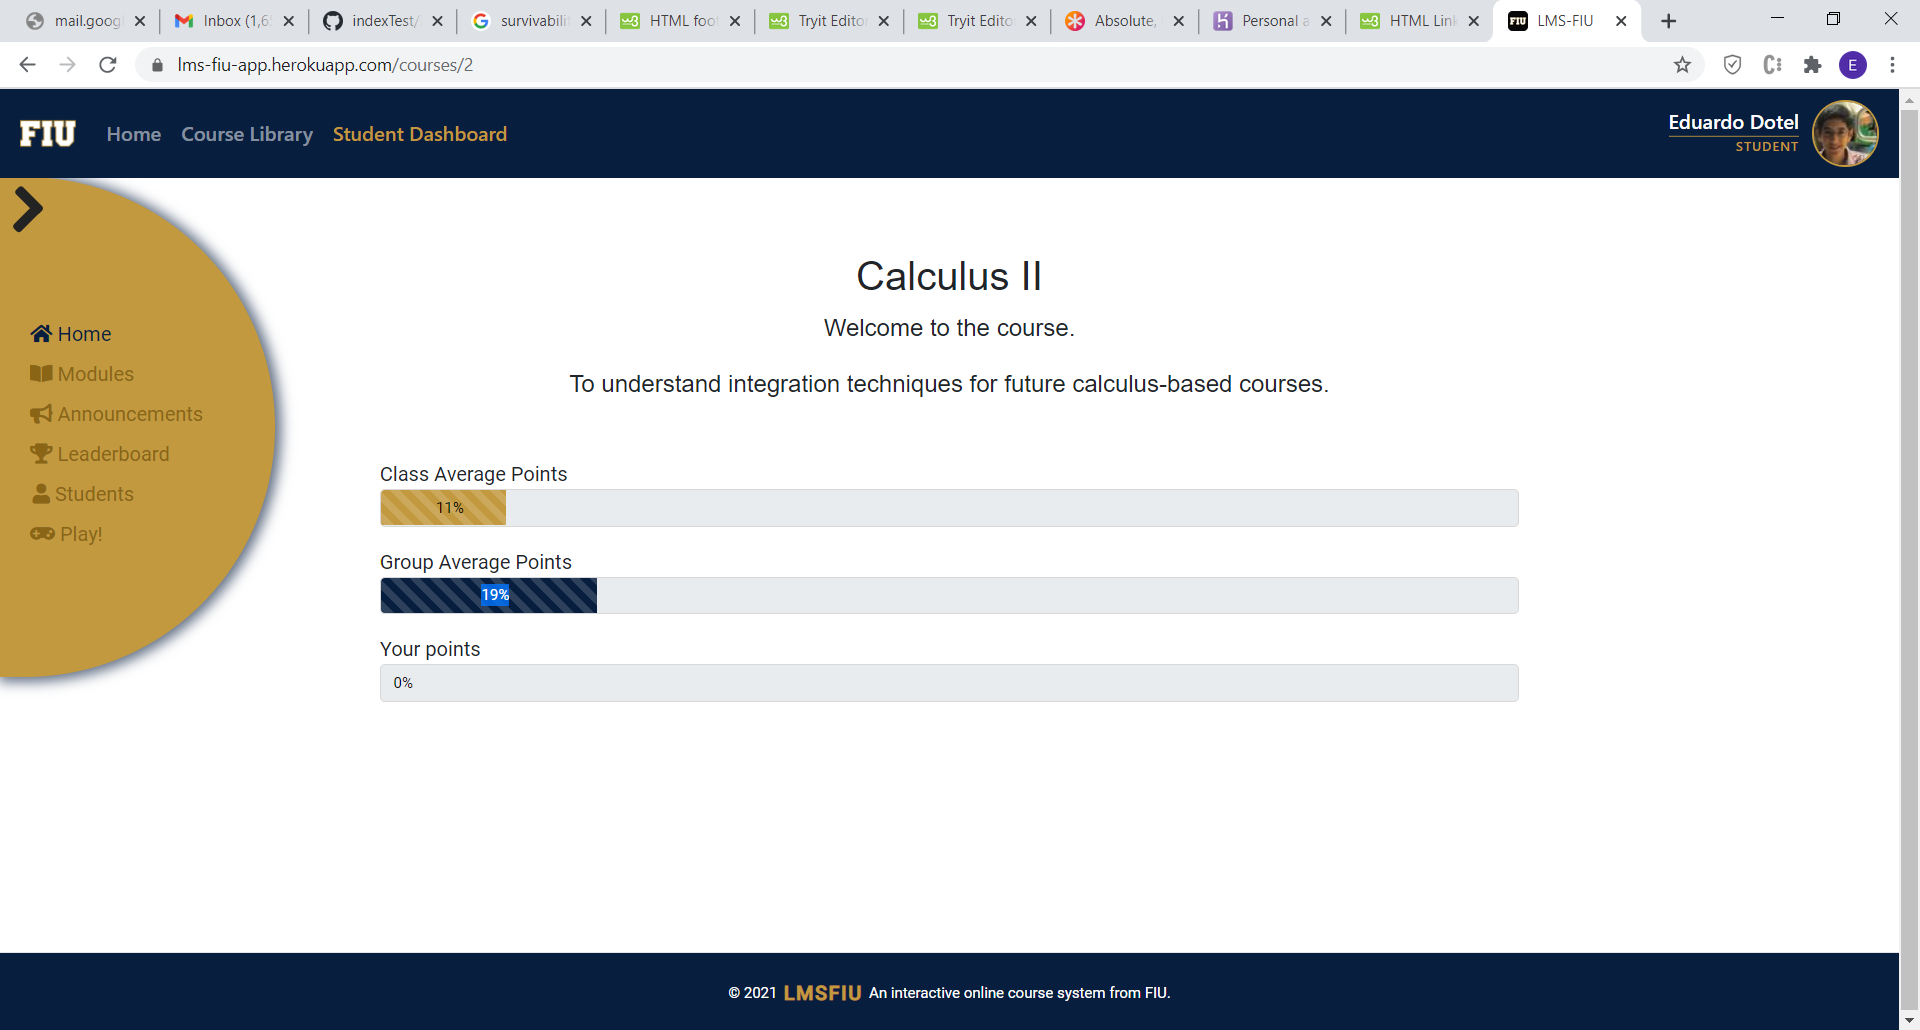 mail.goog
Inbox (1,6
indexTest/
survivabili
HTML foo
Tryit Edito
Tryit Edito
Absolute,
Personal a
HTML Lin
LMS-FIU
lms-fiu-app.herokuapp.com/courses/2
E
FIU
Home
Course Library
Student Dashboard
Eduardo Dotel
STUDENT
Home
Modules
Announcements
Leaderboard
Students
Play!
Calculus II
Welcome to the course.
To understand integration techniques for future calculus-based courses.
Class Average Points
11%
Group Average Points
19%
Your points
0%
© 2021 LMSFIU An interactive online course system from FIU.